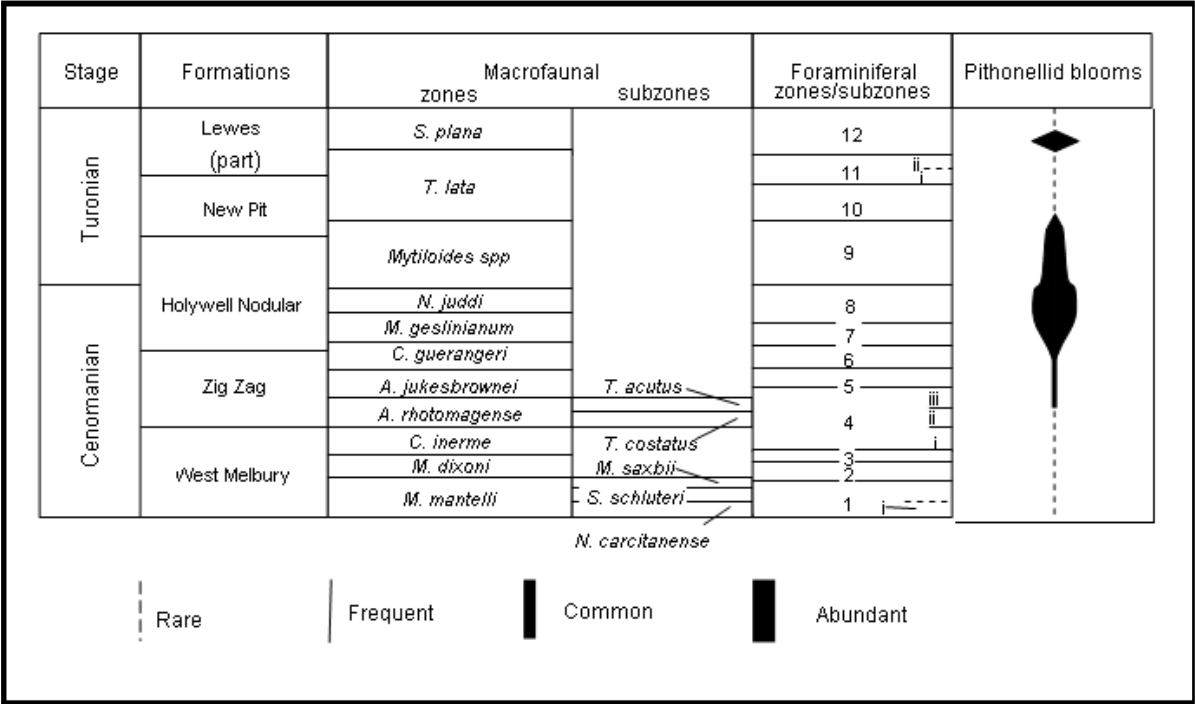 Stage Formations Macrofaunal Foraminiferal Pithonellid blooms
zones subzones zones/subzones
Turonian
Lewes
(part)
New Pit
Holywell Nodular
Cenomanian
Zig Zag
West Melbury
S. plana
T. lata
Mytiloides spp
N. juddi
M. geslinianum
C. guerangeri
A. jukesbrownei
A. rhotomagense
C. inerme
M. dixoni
M. mantelli
T. acutus
T. costatus
M. saxbii
S. schluteri
N. carcitanense
12
11 ii
i
10
9
8
7
6
5
iii
4 ii
i
3
2
1 i
Rare Frequent Common Abundant